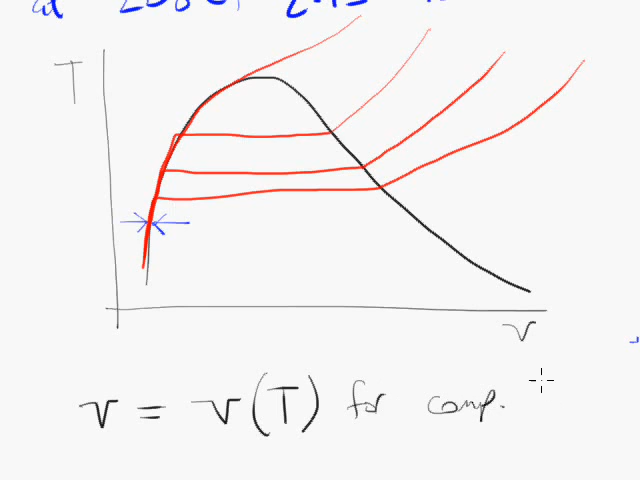 T
v
v = v(T) for comp.